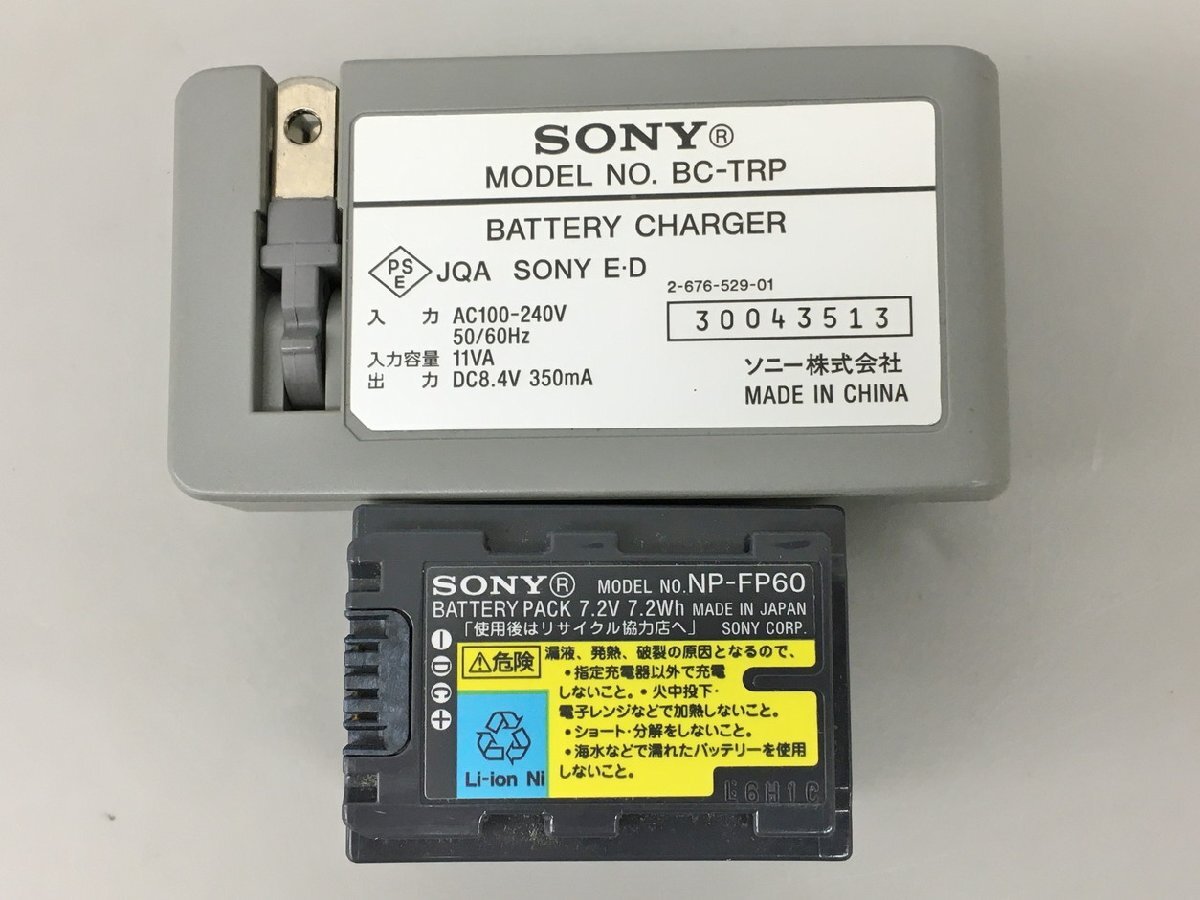 SONY®
MODEL NO. BC-TRP
BATTERY CHARGER
PS
E
JQA SONY E·D
2-676-529-01
30043513
入 力 AC100-240V
50/60Hz
入力容量 11VA
出 力 DC8.4V 350mA
ソニー株式会社
MADE IN CHINA
SONY® MODEL NO. NP-FP60
BATTERY PACK 7.2V 7.2Wh MADE IN JAPAN
「使用後はリサイクル協力店へ」 SONY CORP.
⚠危険
漏液、発熱、破裂の原因となるので、
・指定充電器以外で充電
しないこと。・火中投下・
電子レンジなどで加熱しないこと。
・ショート・分解をしないこと。
・海水などで濡れたバッテリーを使用
しないこと。
Li-ion Ni